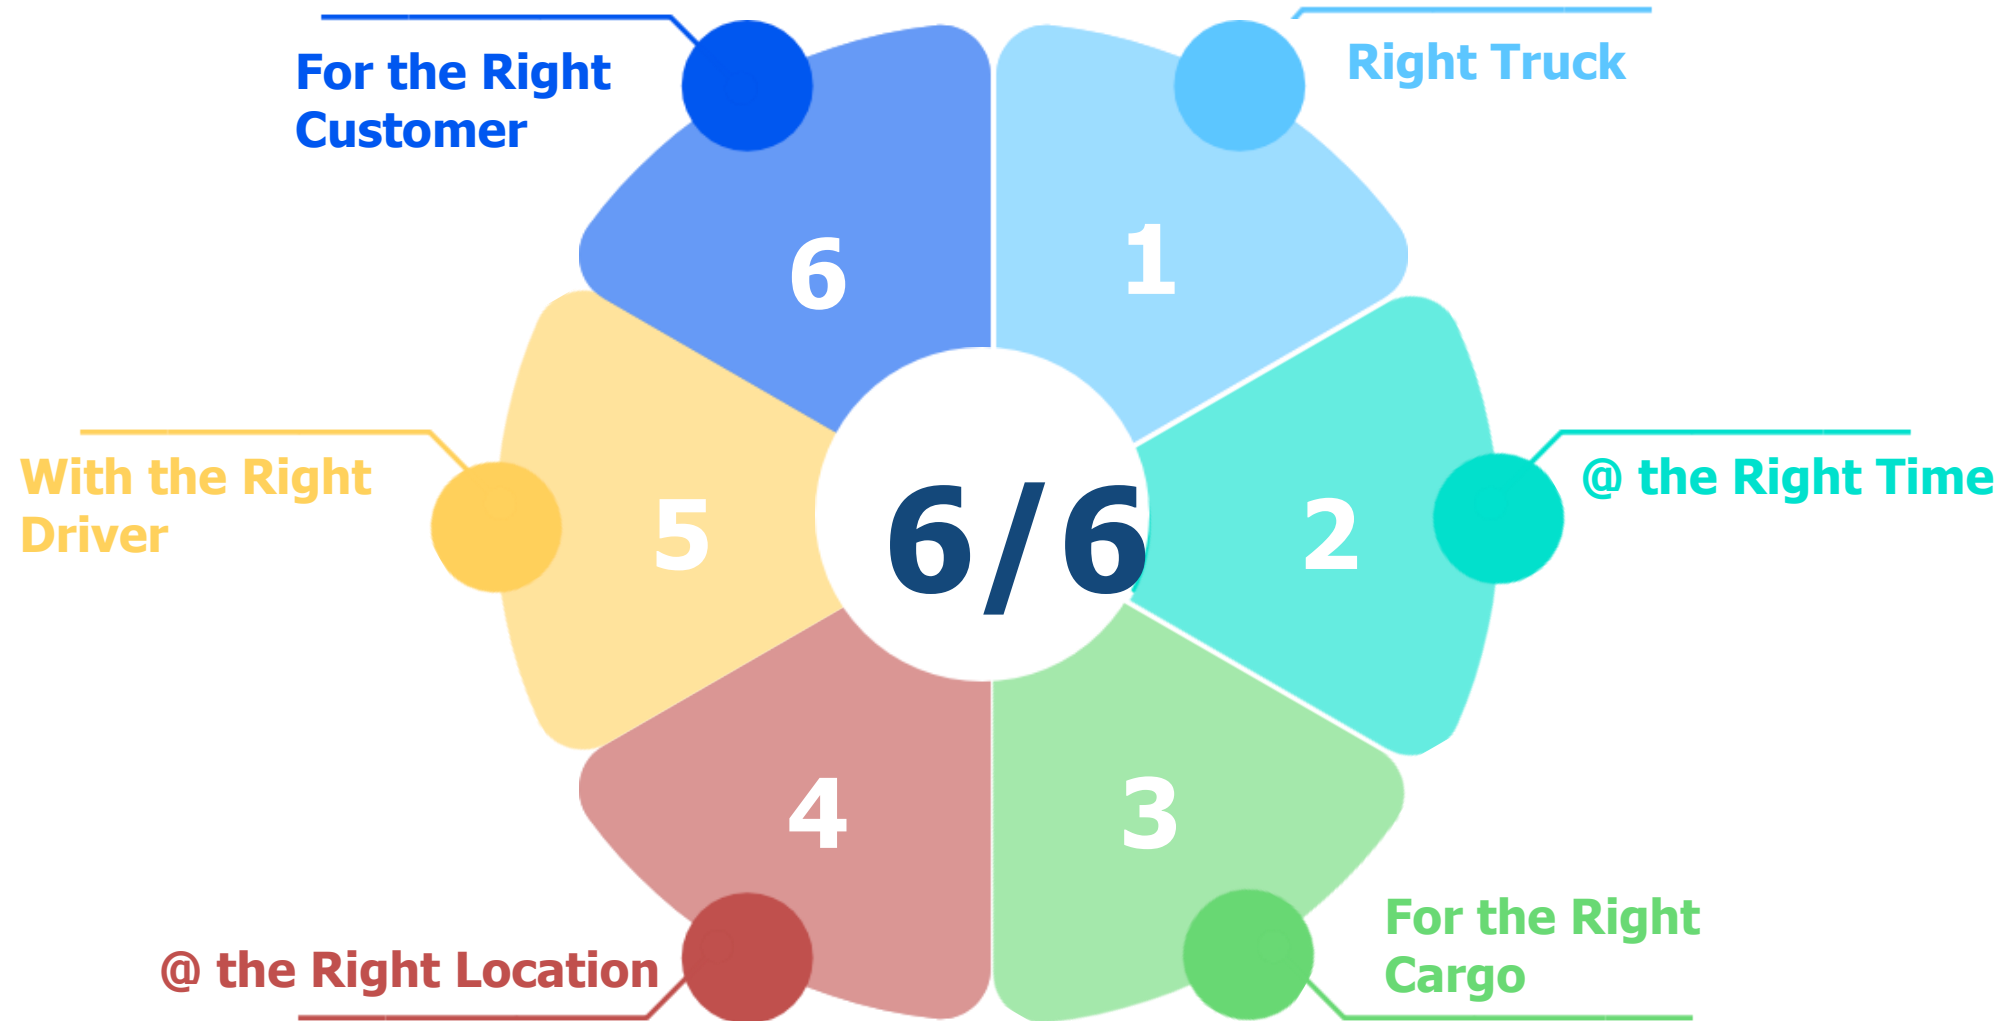 For the Right
Customer
Right Truck
6
1
With the Right
Driver
5
6/6
2
@ the Right Time
4
3
@ the Right Location
For the Right
Cargo